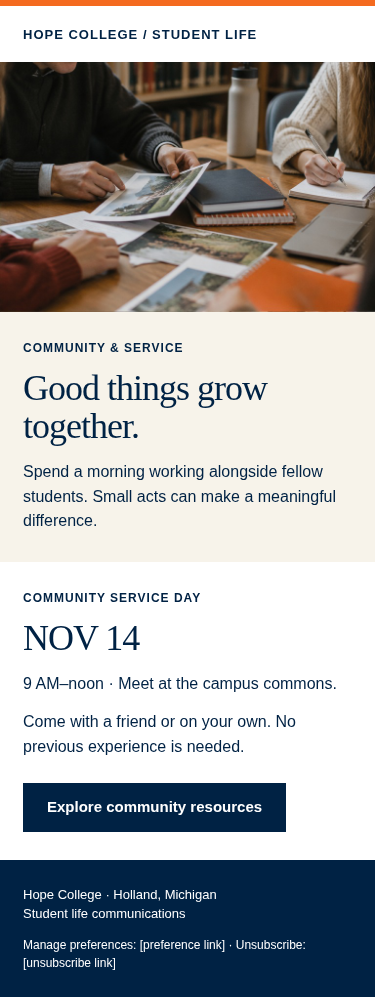 HOPE COLLEGE / STUDENT LIFE
COMMUNITY & SERVICE
Good things grow
together.
Spend a morning working alongside fellow
students. Small acts can make a meaningful
difference.
COMMUNITY SERVICE DAY
NOV 14
9 AM–noon · Meet at the campus commons.
Come with a friend or on your own. No
previous experience is needed.
Explore community resources
Hope College · Holland, Michigan
Student life communications
Manage preferences: [preference link] · Unsubscribe:
[unsubscribe link]